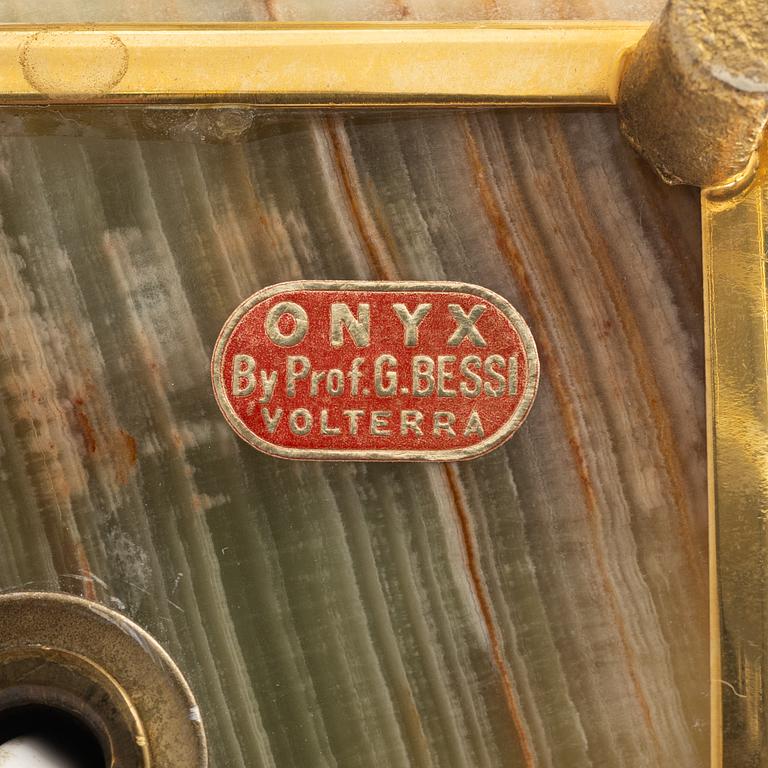 ONYX
By Prof. G. BESSI
VOLTERRA